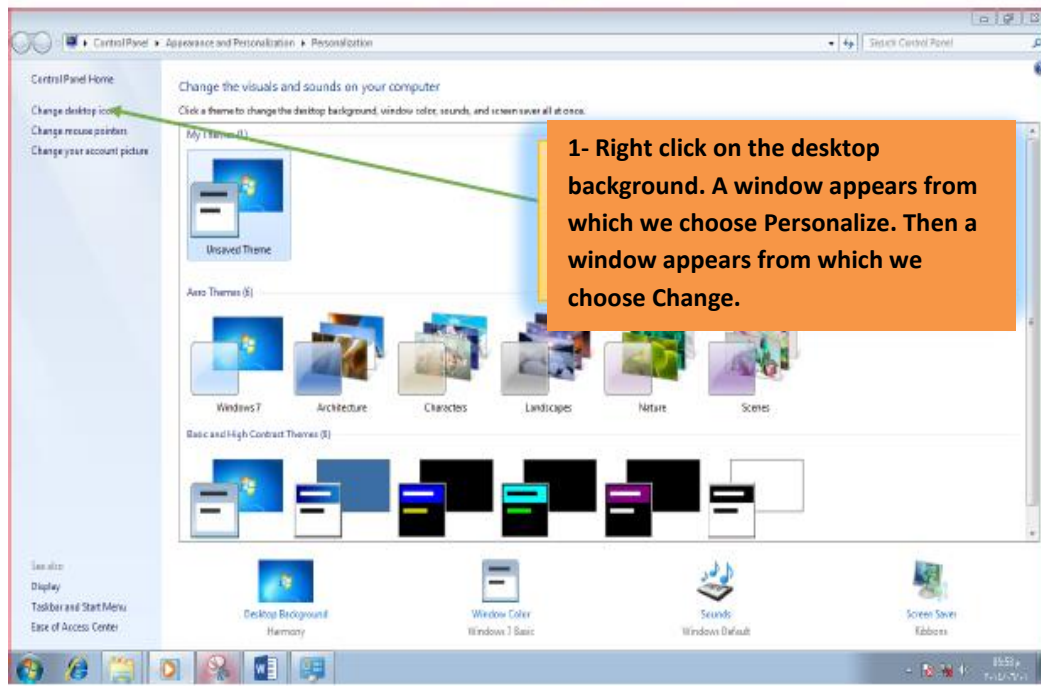 Control Panel ▸ Appearance and Personalization ▸ Personalization
Search Control Panel
Control Panel Home
Change desktop
Change mouse pointers
Change your account picture
Change the visuals and sounds on your computer
Click a theme to change the desktop background, window color, sounds, and screen saver all at once.
My Themes (1)
Unsaved Theme
1- Right click on the desktop
background. A window appears from
which we choose Personalize. Then a
window appears from which we
choose Change.
Aero Themes (6)
Windows 7
Architecture
Characters
Landscapes
Nature
Scenes
Basic and High Contrast Themes (8)
See also
Display
Taskbar and Start Menu
Ease of Access Center
Desktop Background
Harmony
Window Color
Windows 7 Basic
Sounds
Windows Default
Screen Saver
Ribbons